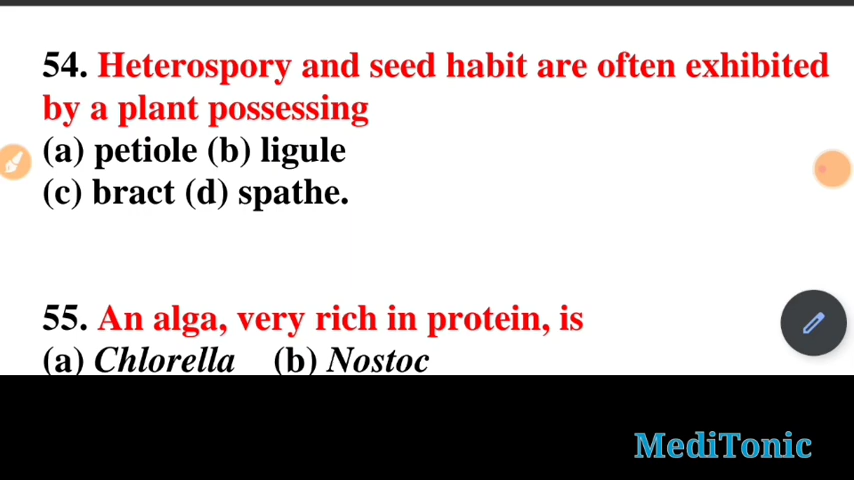 54. Heterospory and seed habit are often exhibited
by a plant possessing
(a) petiole (b) ligule
(c) bract (d) spathe.
55. An alga, very rich in protein, is
(a) Chlorella (b) Nostoc
MediTonic